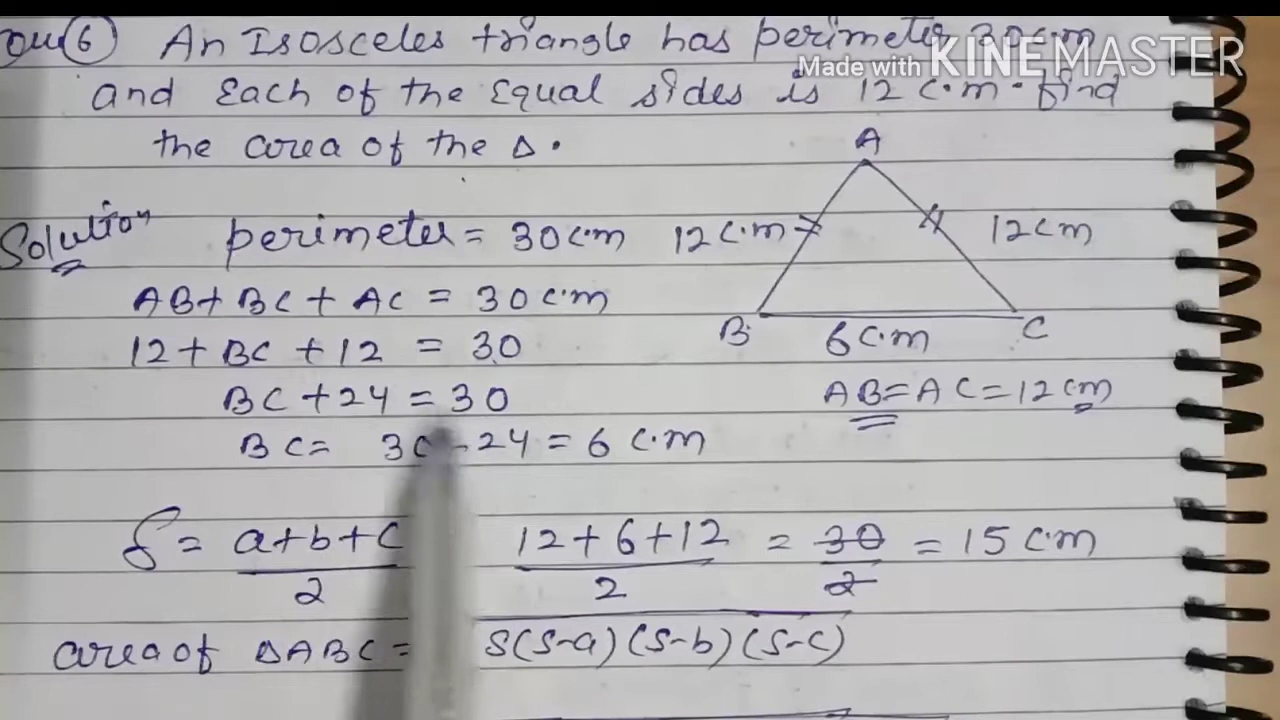 Que 6 An Isosceles triangle has perimeter 30 c.m
Made with KINEMASTER
and Each of the Equal sides is 12 c.m. find
the area of the Δ.
A
Solution perimeter = 30 c.m 12 c.m 12 cm
AB + BC + AC = 30 c.m
B 6 c.m C
12 + BC + 12 = 30
BC + 24 = 30 AB = AC = 12 cm
BC = 30 - 24 = 6 c.m
S = a+b+c/2 12+6+12/2 = 30/2 = 15 c.m
area of ΔABC = S(S-a)(S-b)(S-c)